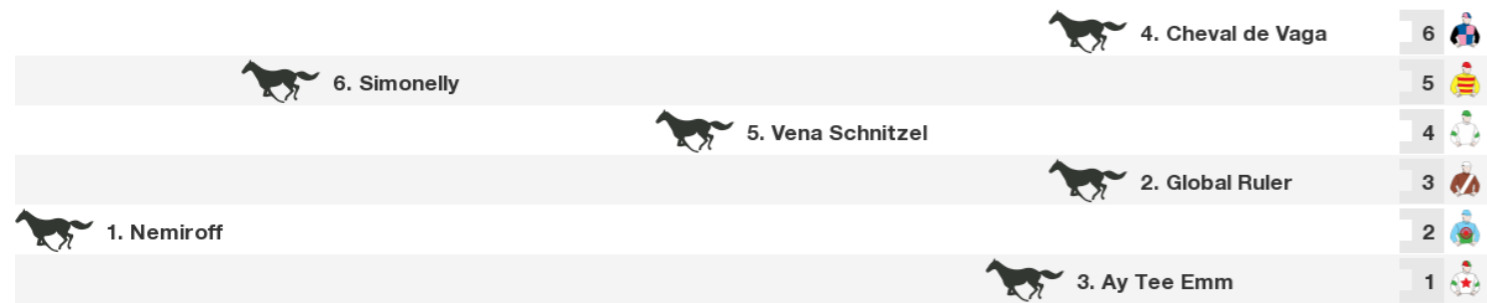 4. Cheval de Vaga 6
6. Simonelly 5
5. Vena Schnitzel 4
2. Global Ruler 3
1. Nemiroff 2
3. Ay Tee Emm 1